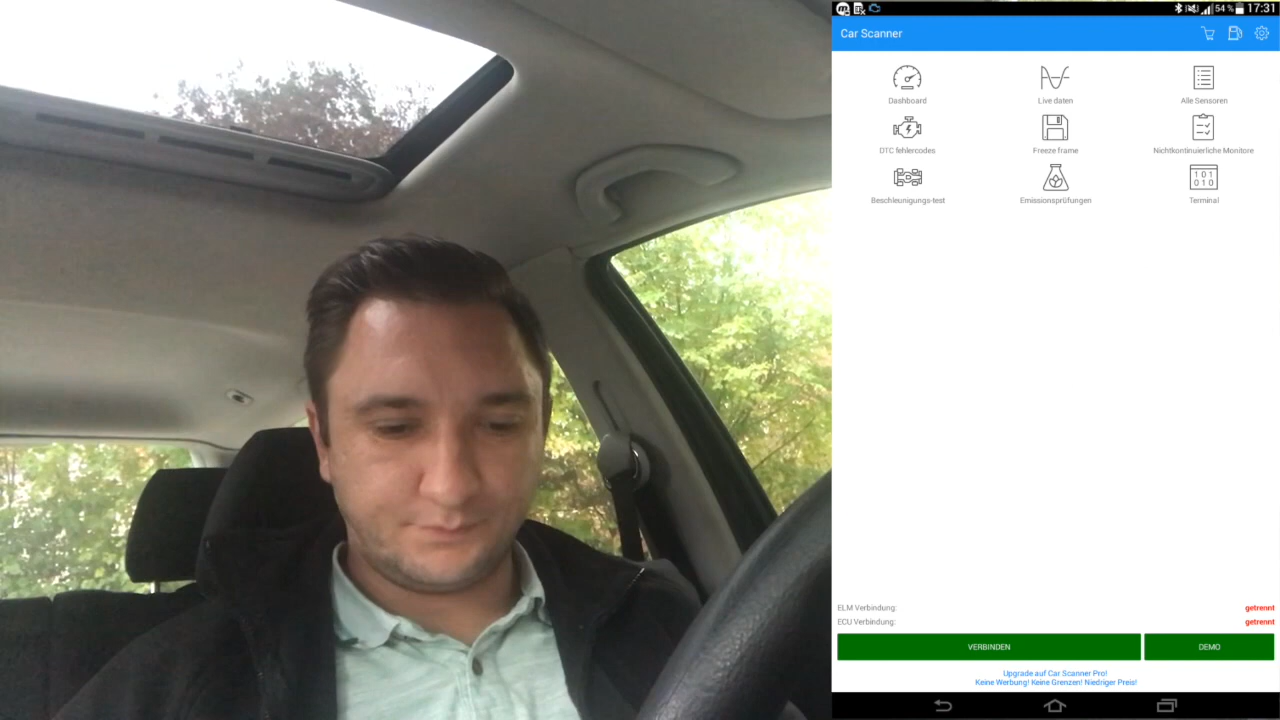 54 % 17:31
Car Scanner
Dashboard
Live daten
Alle Sensoren
DTC fehlercodes
Freeze frame
Nichtkontinuierliche Monitore
Beschleunigungs-test
Emissionsprüfungen
101
010
Terminal
ELM Verbindung: getrennt
ECU Verbindung: getrennt
VERBINDEN
DEMO
Upgrade auf Car Scanner Pro!
Keine Werbung! Keine Grenzen! Niedriger Preis!